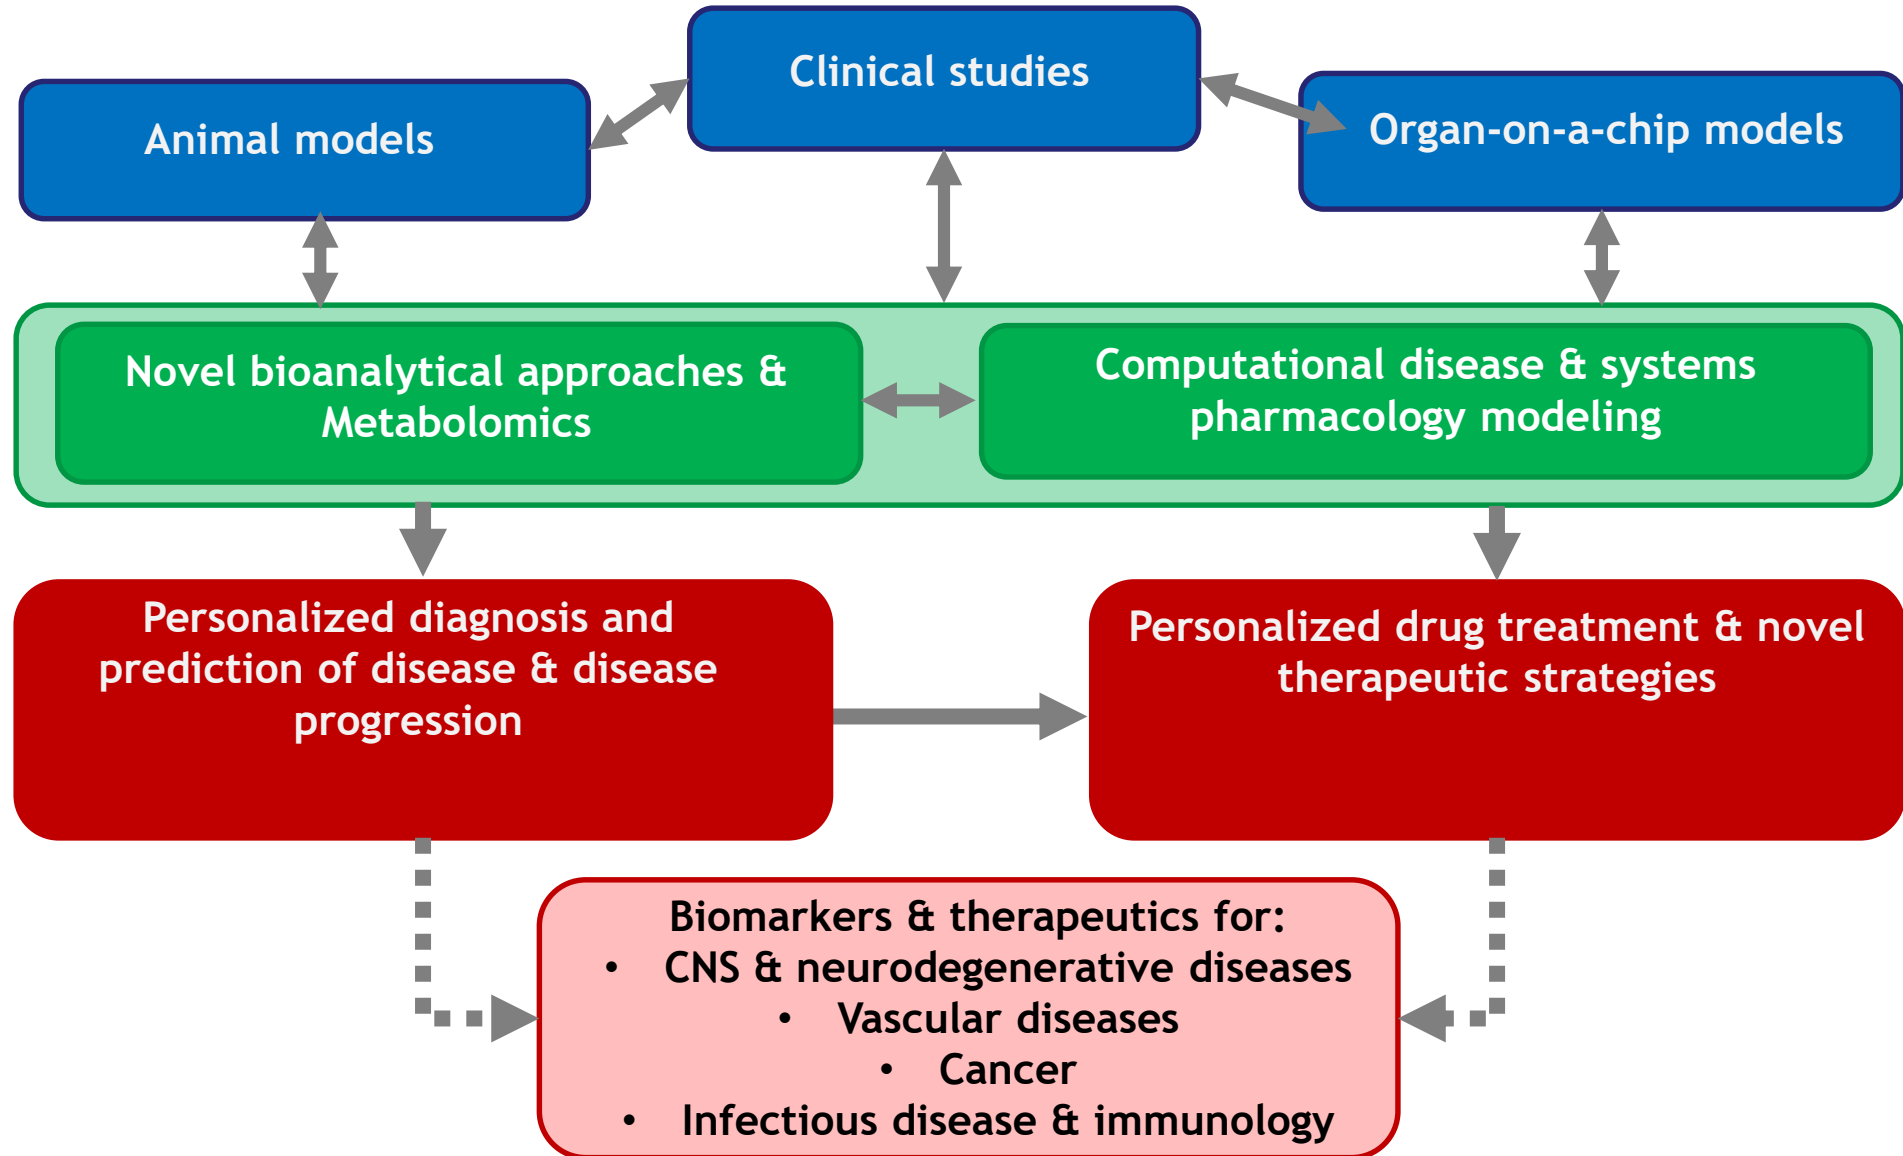 Clinical studies
Animal models
Organ-on-a-chip models
Novel bioanalytical approaches &
Metabolomics
Computational disease & systems
pharmacology modeling
Personalized diagnosis and
prediction of disease & disease
progression
Personalized drug treatment & novel
therapeutic strategies
Biomarkers & therapeutics for:
• CNS & neurodegenerative diseases
• Vascular diseases
• Cancer
• Infectious disease & immunology